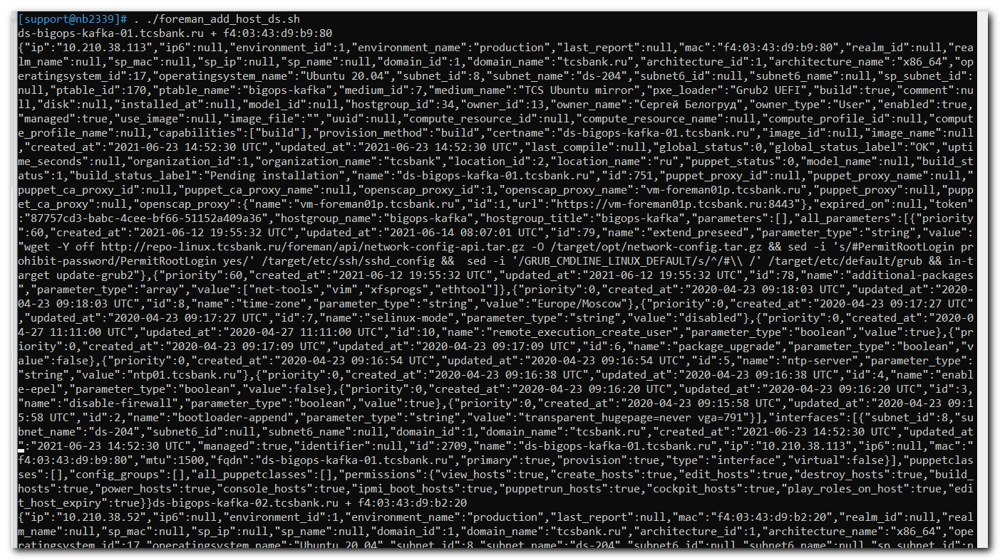 [support@nb2339]# . ./foreman_add_host_ds.sh
ds-bigops-kafka-01.tcsbank.ru + f4:03:43:d9:b9:80
{"ip":"10.210.38.113","ip6":null,"environment_id":1,"environment_name":"production","last_report":null,"mac":"f4:03:43:d9:b9:80","realm_id":null,"rea
lm_name":null,"sp_mac":null,"sp_ip":null,"sp_name":null,"domain_id":1,"domain_name":"tcsbank.ru","architecture_id":1,"architecture_name":"x86_64","op
eratingsystem_id":17,"operatingsystem_name":"Ubuntu 20.04","subnet_id":8,"subnet_name":"ds-204","subnet6_id":null,"subnet6_name":null,"sp_subnet_id":
null,"ptable_id":170,"ptable_name":"bigops-kafka","medium_id":7,"medium_name":"TCS Ubuntu mirror","pxe_loader":"Grub2 UEFI","build":true,"comment":nu
ll,"disk":null,"installed_at":null,"model_id":null,"hostgroup_id":34,"owner_id":13,"owner_name":"Сергей Белогруд","owner_type":"User","enabled":true,
"managed":true,"use_image":null,"image_file":"","uuid":null,"compute_resource_id":null,"compute_resource_name":null,"compute_profile_id":null,"comput
e_profile_name":null,"capabilities":["build"],"provision_method":"build","certname":"ds-bigops-kafka-01.tcsbank.ru","image_id":null,"image_name":null
,"created_at":"2021-06-23 14:52:30 UTC","updated_at":"2021-06-23 14:52:30 UTC","last_compile":null,"global_status":0,"global_status_label":"OK","upti
me_seconds":null,"organization_id":1,"organization_name":"tcsbank","location_id":2,"location_name":"ru","puppet_status":0,"model_name":null,"build_st
atus":1,"build_status_label":"Pending installation","name":"ds-bigops-kafka-01.tcsbank.ru","id":751,"puppet_proxy_id":null,"puppet_proxy_name":null,"
puppet_ca_proxy_id":null,"puppet_ca_proxy_name":null,"openscap_proxy_id":1,"openscap_proxy_name":"vm-foreman01p.tcsbank.ru","puppet_proxy":null,"pupp
et_ca_proxy":null,"openscap_proxy":{"name":"vm-foreman01p.tcsbank.ru","id":1,"url":"https://vm-foreman01p.tcsbank.ru:8443"},"expired_on":null,"token"
:"87757cd3-babc-4cee-bf66-51152a409a36","hostgroup_name":"bigops-kafka","hostgroup_title":"bigops-kafka","parameters":[],"all_parameters":[{"priority
":60,"created_at":"2021-06-12 19:55:32 UTC","updated_at":"2021-06-14 08:07:01 UTC","id":79,"name":"extend_preseed","parameter_type":"string","value":
"wget -Y off http://repo-linux.tcsbank.ru/foreman/api/network-config-api.tar.gz -O /target/opt/network-config.tar.gz && sed -i 's/#PermitRootLogin pr
ohibit-password/PermitRootLogin yes/' /target/etc/ssh/sshd_config &&  sed -i '/GRUB_CMDLINE_LINUX_DEFAULT/s/^/#\\ /' /target/etc/default/grub && in-t
arget update-grub2"},{"priority":60,"created_at":"2021-06-12 19:55:32 UTC","updated_at":"2021-06-12 19:55:32 UTC","id":78,"name":"additional-packages
","parameter_type":"array","value":["net-tools","vim","xfsprogs","ethtool"]},{"priority":0,"created_at":"2020-04-23 09:18:03 UTC","updated_at":"2020-
04-23 09:18:03 UTC","id":8,"name":"time-zone","parameter_type":"string","value":"Europe/Moscow"},{"priority":0,"created_at":"2020-04-23 09:17:27 UTC"
,"updated_at":"2020-04-23 09:17:27 UTC","id":7,"name":"selinux-mode","parameter_type":"string","value":"disabled"},{"priority":0,"created_at":"2020-0
4-27 11:11:00 UTC","updated_at":"2020-04-27 11:11:00 UTC","id":10,"name":"remote_execution_create_user","parameter_type":"boolean","value":true},{"pr
iority":0,"created_at":"2020-04-23 09:17:09 UTC","updated_at":"2020-04-23 09:17:09 UTC","id":6,"name":"package_upgrade","parameter_type":"boolean","v
alue":false},{"priority":0,"created_at":"2020-04-23 09:16:54 UTC","updated_at":"2020-04-23 09:16:54 UTC","id":5,"name":"ntp-server","parameter_type":
"string","value":"ntp01.tcsbank.ru"},{"priority":0,"created_at":"2020-04-23 09:16:38 UTC","updated_at":"2020-04-23 09:16:38 UTC","id":4,"name":"enabl
e-epel","parameter_type":"boolean","value":false},{"priority":0,"created_at":"2020-04-23 09:16:20 UTC","updated_at":"2020-04-23 09:16:20 UTC","id":3,
"name":"disable-firewall","parameter_type":"boolean","value":true},{"priority":0,"created_at":"2020-04-23 09:15:58 UTC","updated_at":"2020-04-23 09:1
5:58 UTC","id":2,"name":"bootloader-append","parameter_type":"string","value":"transparent_hugepage=never vga=791"}],"interfaces":[{"subnet_id":8,"su
bnet_name":"ds-204","subnet6_id":null,"subnet6_name":null,"domain_id":1,"domain_name":"tcsbank.ru","created_at":"2021-06-23 14:52:30 UTC","updated_at
":"2021-06-23 14:52:30 UTC","managed":true,"identifier":null,"id":2709,"name":"ds-bigops-kafka-01.tcsbank.ru","ip":"10.210.38.113","ip6":null,"mac":"
f4:03:43:d9:b9:80","mtu":1500,"fqdn":"ds-bigops-kafka-01.tcsbank.ru","primary":true,"provision":true,"type":"interface","virtual":false}],"puppetclas
ses":[],"config_groups":[],"all_puppetclasses":[],"permissions":{"view_hosts":true,"create_hosts":true,"edit_hosts":true,"destroy_hosts":true,"build_
hosts":true,"power_hosts":true,"console_hosts":true,"ipmi_boot_hosts":true,"puppetrun_hosts":true,"cockpit_hosts":true,"play_roles_on_host":true,"edi
t_host_expiry":true}}ds-bigops-kafka-02.tcsbank.ru + f4:03:43:d9:b2:20
{"ip":"10.210.38.52","ip6":null,"environment_id":1,"environment_name":"production","last_report":null,"mac":"f4:03:43:d9:b2:20","realm_id":null,"real
m_name":null,"sp_mac":null,"sp_ip":null,"sp_name":null,"domain_id":1,"domain_name":"tcsbank.ru","architecture_id":1,"architecture_name":"x86_64","ope
ratingsystem_id":17,"operatingsystem_name":"Ubuntu 20.04","subnet_id":8,"subnet_name":"ds-204","subnet6_id":null,"subnet6_name":null,"sp_subnet_id":n